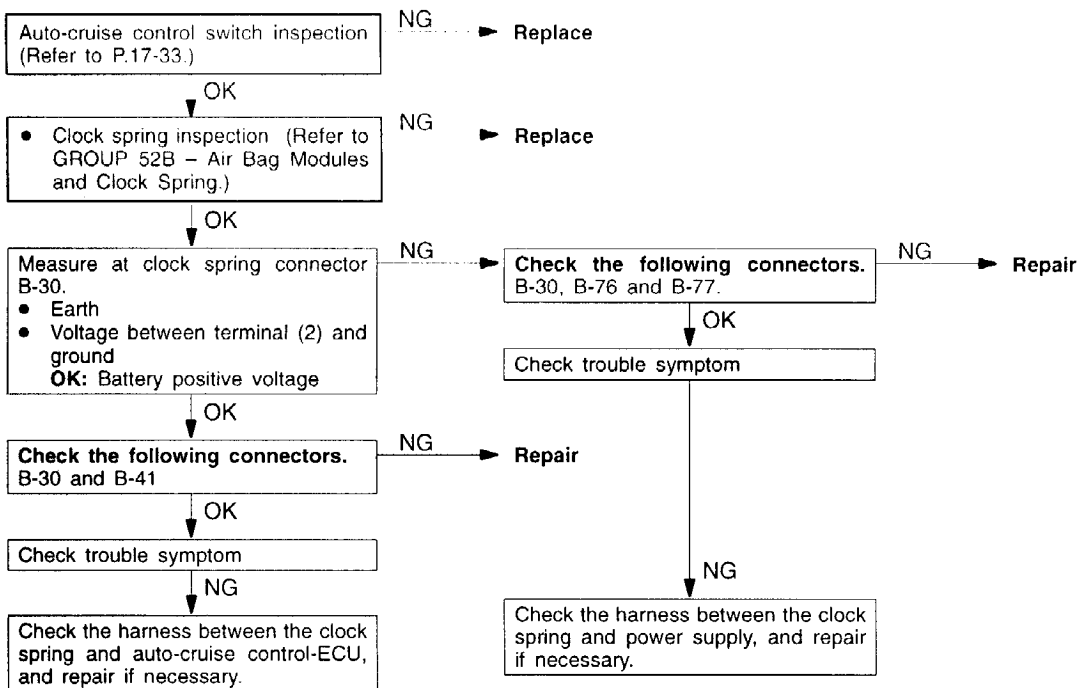 Auto-cruise control switch inspection
(Refer to P.17-33.)
NG
Replace
OK
● Clock spring inspection (Refer to
GROUP 52B – Air Bag Modules
and Clock Spring.)
NG
Replace
OK
Measure at clock spring connector
B-30.
● Earth
● Voltage between terminal (2) and
ground
OK: Battery positive voltage
NG
Check the following connectors.
B-30, B-76 and B-77.
NG
Repair
OK
Check trouble symptom
NG
Check the harness between the clock
spring and power supply, and repair
if necessary.
OK
Check the following connectors.
B-30 and B-41
NG
Repair
OK
Check trouble symptom
NG
Check the harness between the clock
spring and auto-cruise control-ECU,
and repair if necessary.